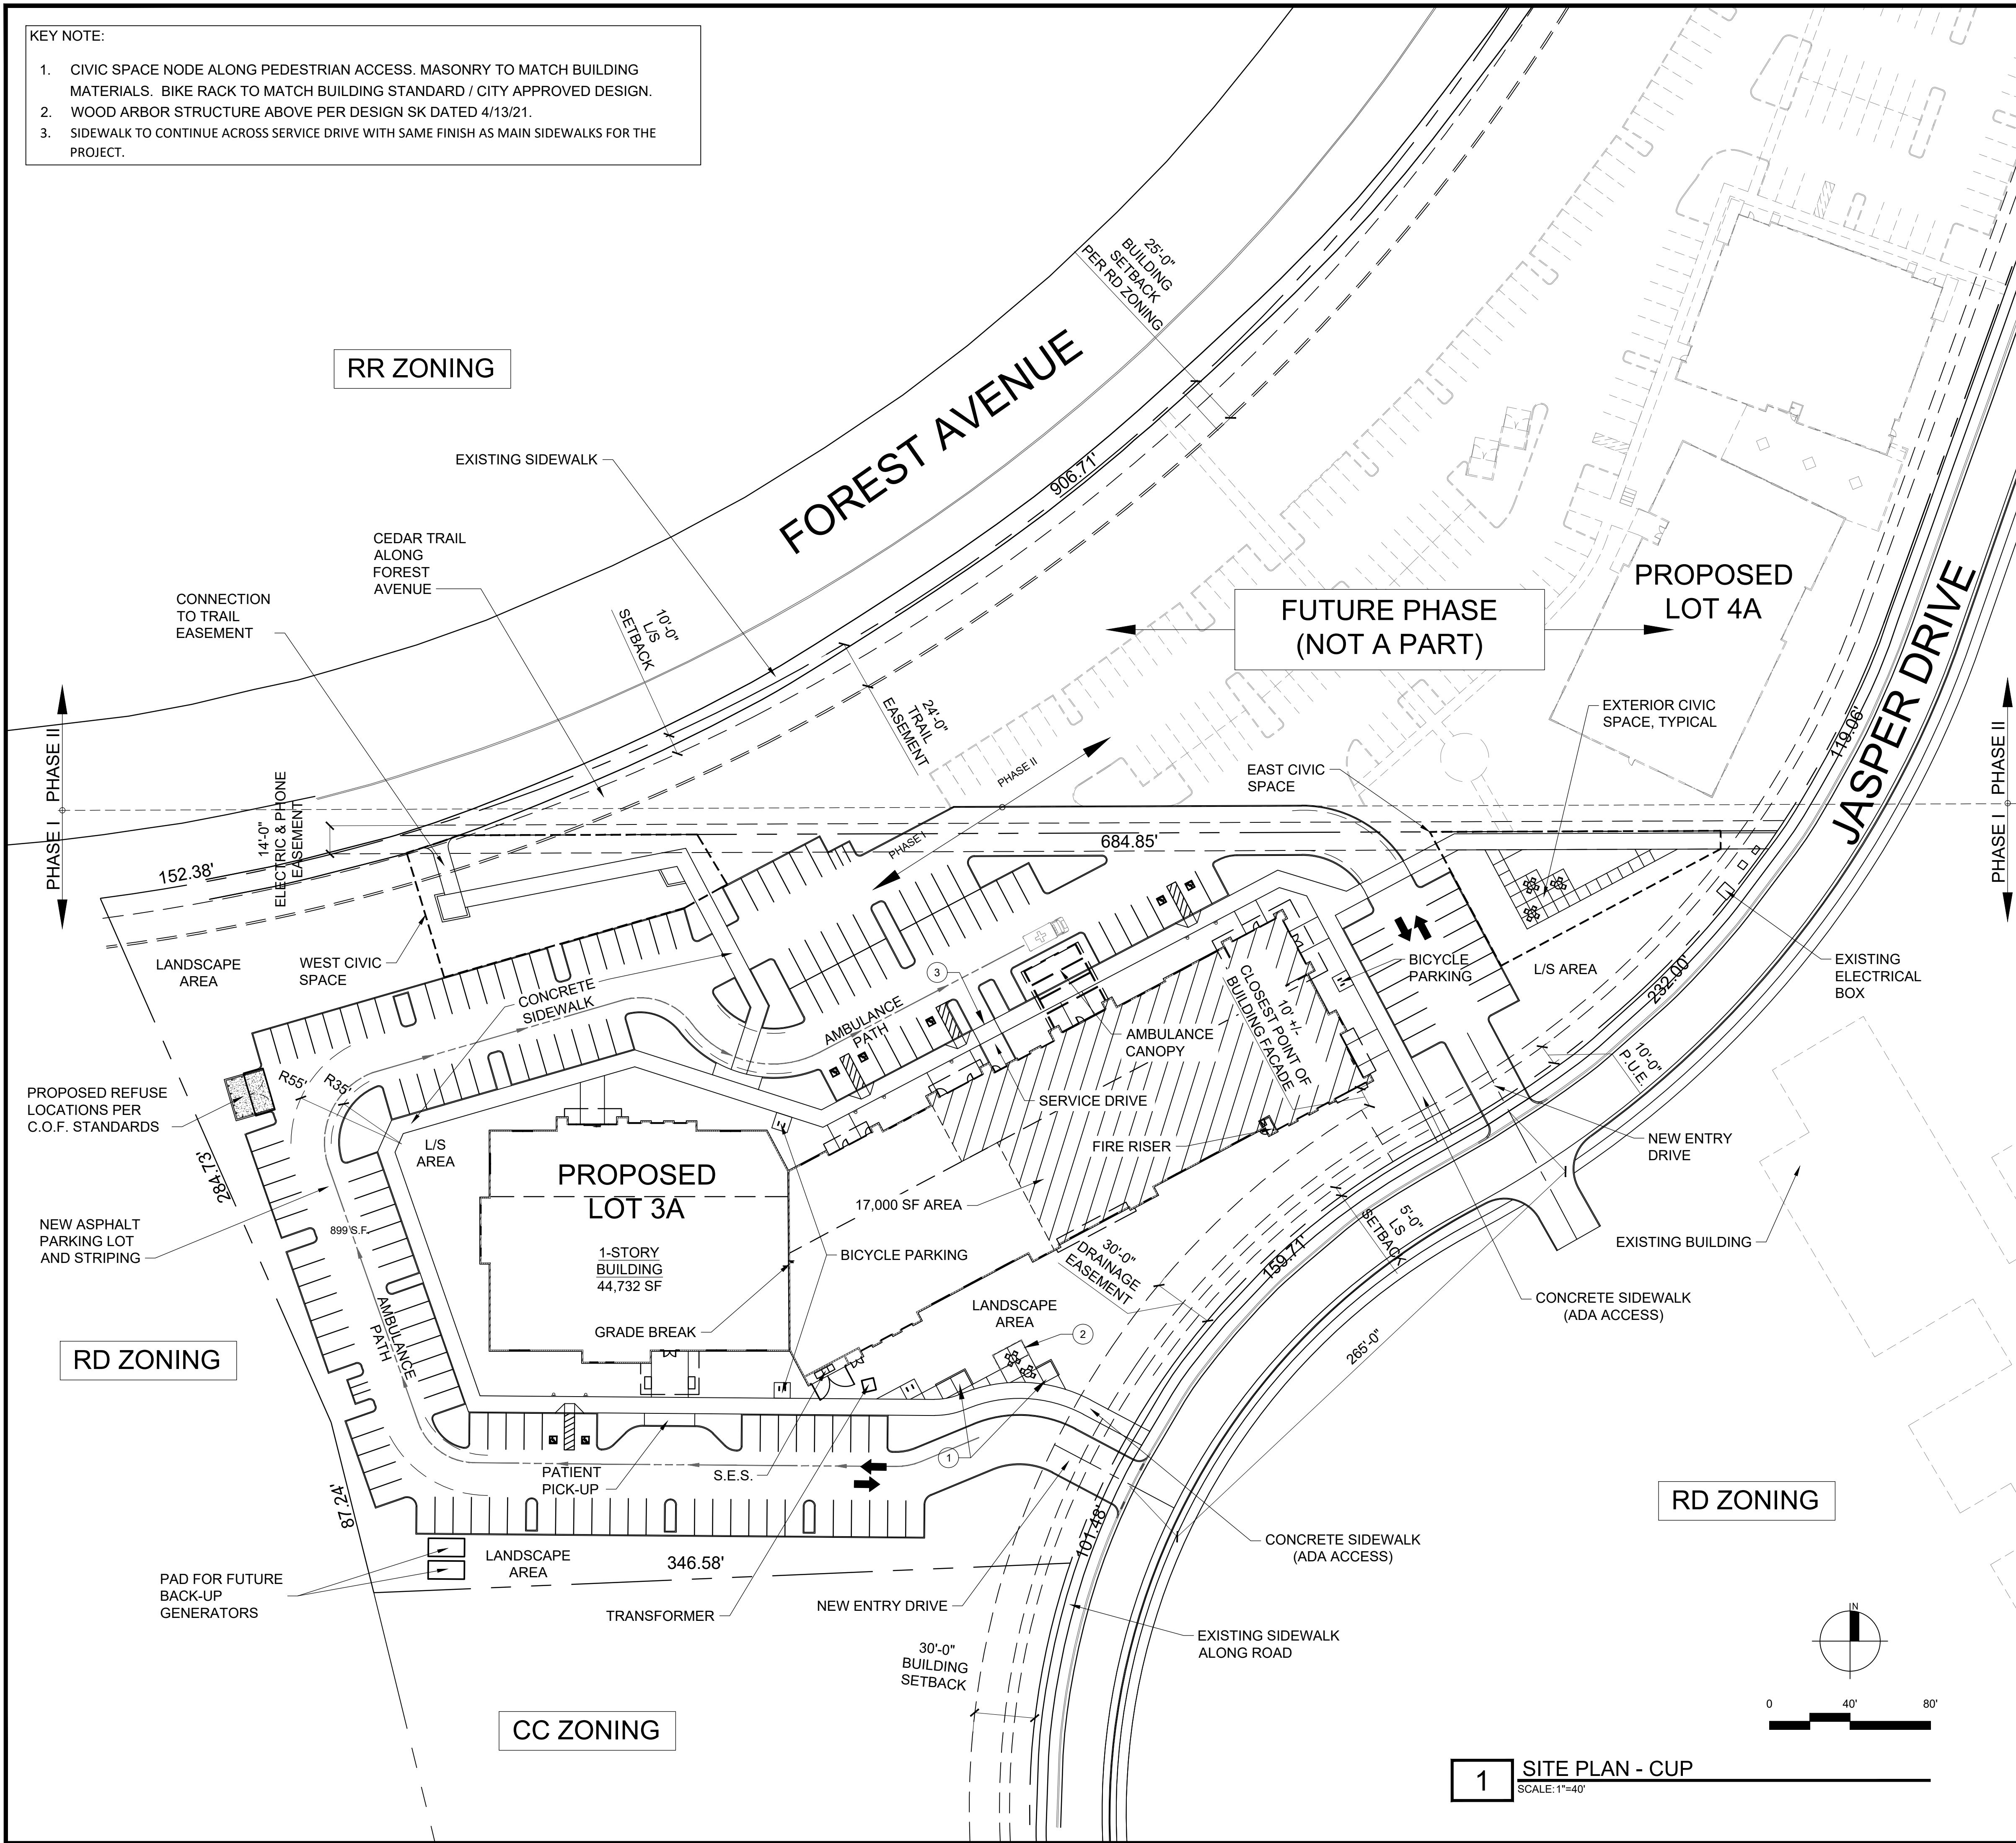 KEY NOTE:
1. CIVIC SPACE NODE ALONG PEDESTRIAN ACCESS. MASONRY TO MATCH BUILDING
MATERIALS. BIKE RACK TO MATCH BUILDING STANDARD / CITY APPROVED DESIGN.
2. WOOD ARBOR STRUCTURE ABOVE PER DESIGN SK DATED 4/13/21.
3. SIDEWALK TO CONTINUE ACROSS SERVICE DRIVE WITH SAME FINISH AS MAIN SIDEWALKS FOR THE
PROJECT.
25'-0"
BUILDING
SETBACK
PER RD ZONING
RR ZONING
FOREST AVENUE
EXISTING SIDEWALK
906.71'
CEDAR TRAIL
ALONG
FOREST
AVENUE
CONNECTION
TO TRAIL
EASEMENT
10'-0"
L/S
SETBACK
24'-0"
TRAIL
EASEMENT
FUTURE PHASE
(NOT A PART)
PROPOSED
LOT 4A
JASPER DRIVE
EXTERIOR CIVIC
SPACE, TYPICAL
119.06'
PHASE II
PHASE I
PHASE II
PHASE I
PHASE II
PHASE I
EAST CIVIC
SPACE
14'-0"
ELECTRIC & PHONE
EASEMENT
684.85'
152.38'
LANDSCAPE
AREA
WEST CIVIC
SPACE
CONCRETE
SIDEWALK
3
AMBULANCE
PATH
AMBULANCE
CANOPY
10' +/-
CLOSEST POINT OF
BUILDING FACADE
BICYCLE
PARKING
L/S AREA
232.00'
EXISTING
ELECTRICAL
BOX
10'-0"
P.U.E.
PROPOSED REFUSE
LOCATIONS PER
C.O.F. STANDARDS
R55'
R35'
SERVICE DRIVE
L/S
AREA
FIRE RISER
NEW ENTRY
DRIVE
284.73'
PROPOSED
LOT 3A
17,000 SF AREA
NEW ASPHALT
PARKING LOT
AND STRIPING
899 S.F.
1-STORY
BUILDING
44,732 SF
BICYCLE PARKING
30'-0"
DRAINAGE
EASEMENT
159.71'
5'-0"
LS
SETBACK
EXISTING BUILDING
AMBULANCE
PATH
GRADE BREAK
LANDSCAPE
AREA
2
CONCRETE SIDEWALK
(ADA ACCESS)
265'-0"
RD ZONING
1
PATIENT
PICK-UP
S.E.S.
87.24'
101.48'
RD ZONING
CONCRETE SIDEWALK
(ADA ACCESS)
LANDSCAPE
AREA
346.58'
PAD FOR FUTURE
BACK-UP
GENERATORS
TRANSFORMER
NEW ENTRY DRIVE
EXISTING SIDEWALK
ALONG ROAD
30'-0"
BUILDING
SETBACK
N
0 40' 80'
CC ZONING
1 SITE PLAN - CUP
SCALE: 1"=40'